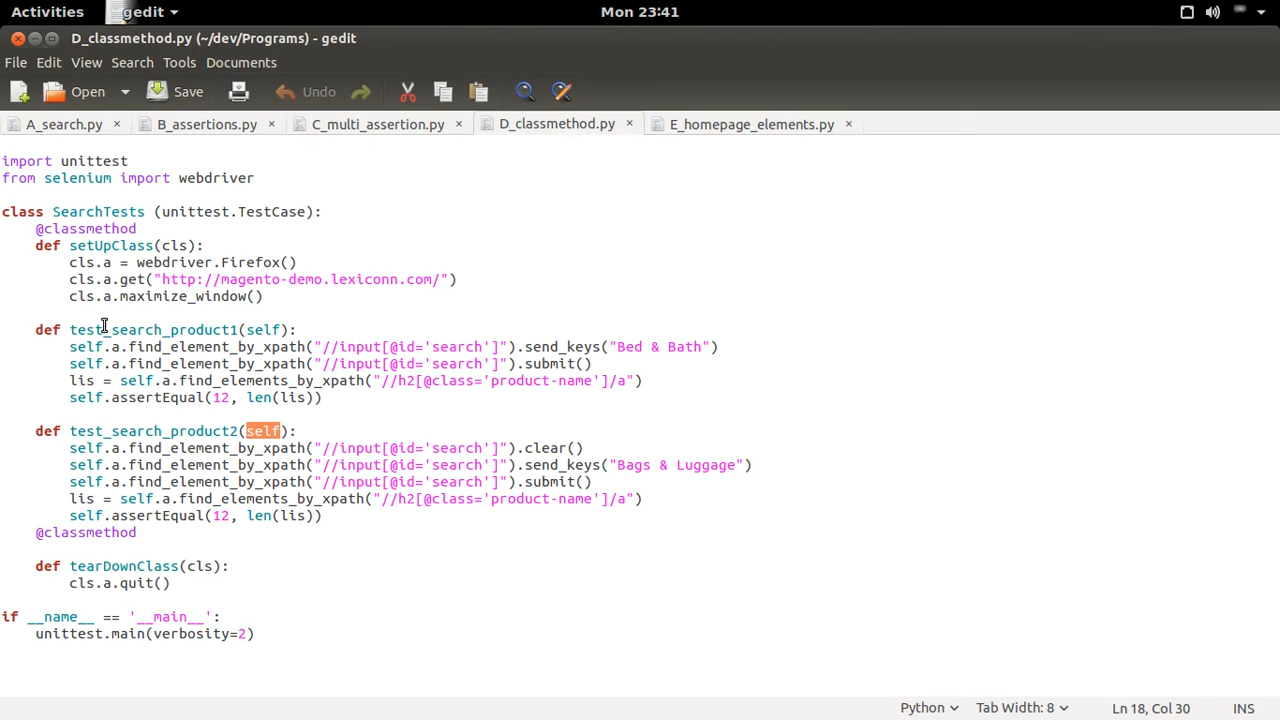 Activities gedit Mon 23:41
D_classmethod.py (~/dev/Programs) - gedit
File Edit View Search Tools Documents
Open Save Undo
A_search.py × B_assertions.py × C_multi_assertion.py × D_classmethod.py × E_homepage_elements.py ×
import unittest
from selenium import webdriver
class SearchTests (unittest.TestCase):
@classmethod
def setUpClass(cls):
cls.a = webdriver.Firefox()
cls.a.get("http://magento-demo.lexiconn.com/")
cls.a.maximize_window()
def test_search_product1(self):
self.a.find_element_by_xpath("//input[@id='search']").send_keys("Bed & Bath")
self.a.find_element_by_xpath("//input[@id='search']").submit()
lis = self.a.find_elements_by_xpath("//h2[@class='product-name']/a")
self.assertEqual(12, len(lis))
def test_search_product2(self):
self.a.find_element_by_xpath("//input[@id='search']").clear()
self.a.find_element_by_xpath("//input[@id='search']").send_keys("Bags & Luggage")
self.a.find_element_by_xpath("//input[@id='search']").submit()
lis = self.a.find_elements_by_xpath("//h2[@class='product-name']/a")
self.assertEqual(12, len(lis))
@classmethod
def tearDownClass(cls):
cls.a.quit()
if __name__ == '__main__':
unittest.main(verbosity=2)
Python Tab Width: 8 Ln 18, Col 30 INS